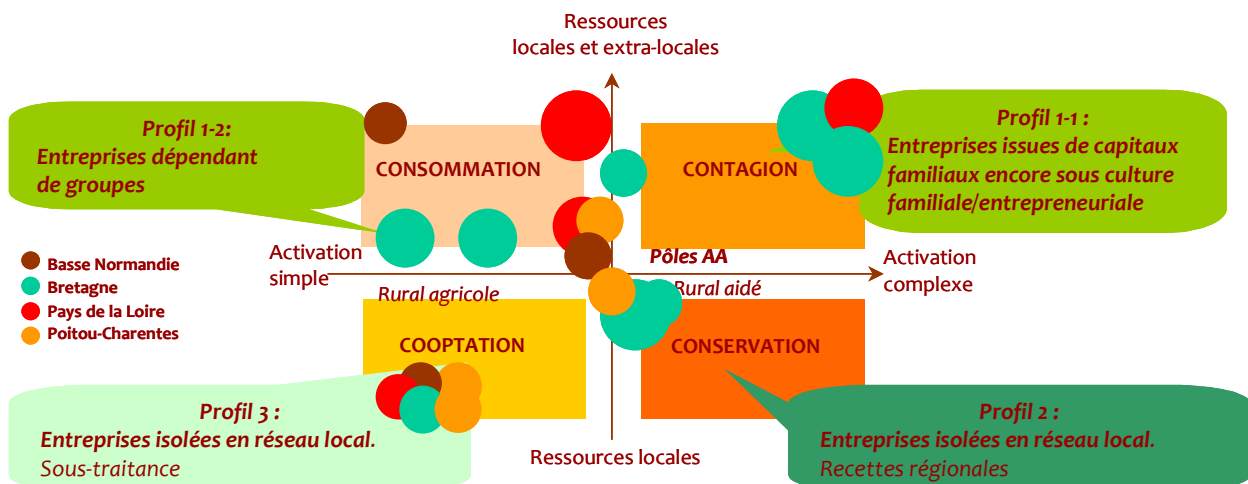 Ressources
locales et extra-locales
Profil 1-2:
Entreprises dépendant
de groupes
CONSOMMATION
CONTAGION
Profil 1-1 :
Entreprises issues de capitaux
familiaux encore sous culture
familiale/entrepreneuriale
Activation
simple
Pôles AA
Activation
complexe
Rural agricole
Rural aidé
Basse Normandie
Bretagne
Pays de la Loire
Poitou-Charentes
COOPTATION
CONSERVATION
Profil 3 :
Entreprises isolées en réseau local.
Sous-traitance
Ressources locales
Profil 2 :
Entreprises isolées en réseau local.
Recettes régionales